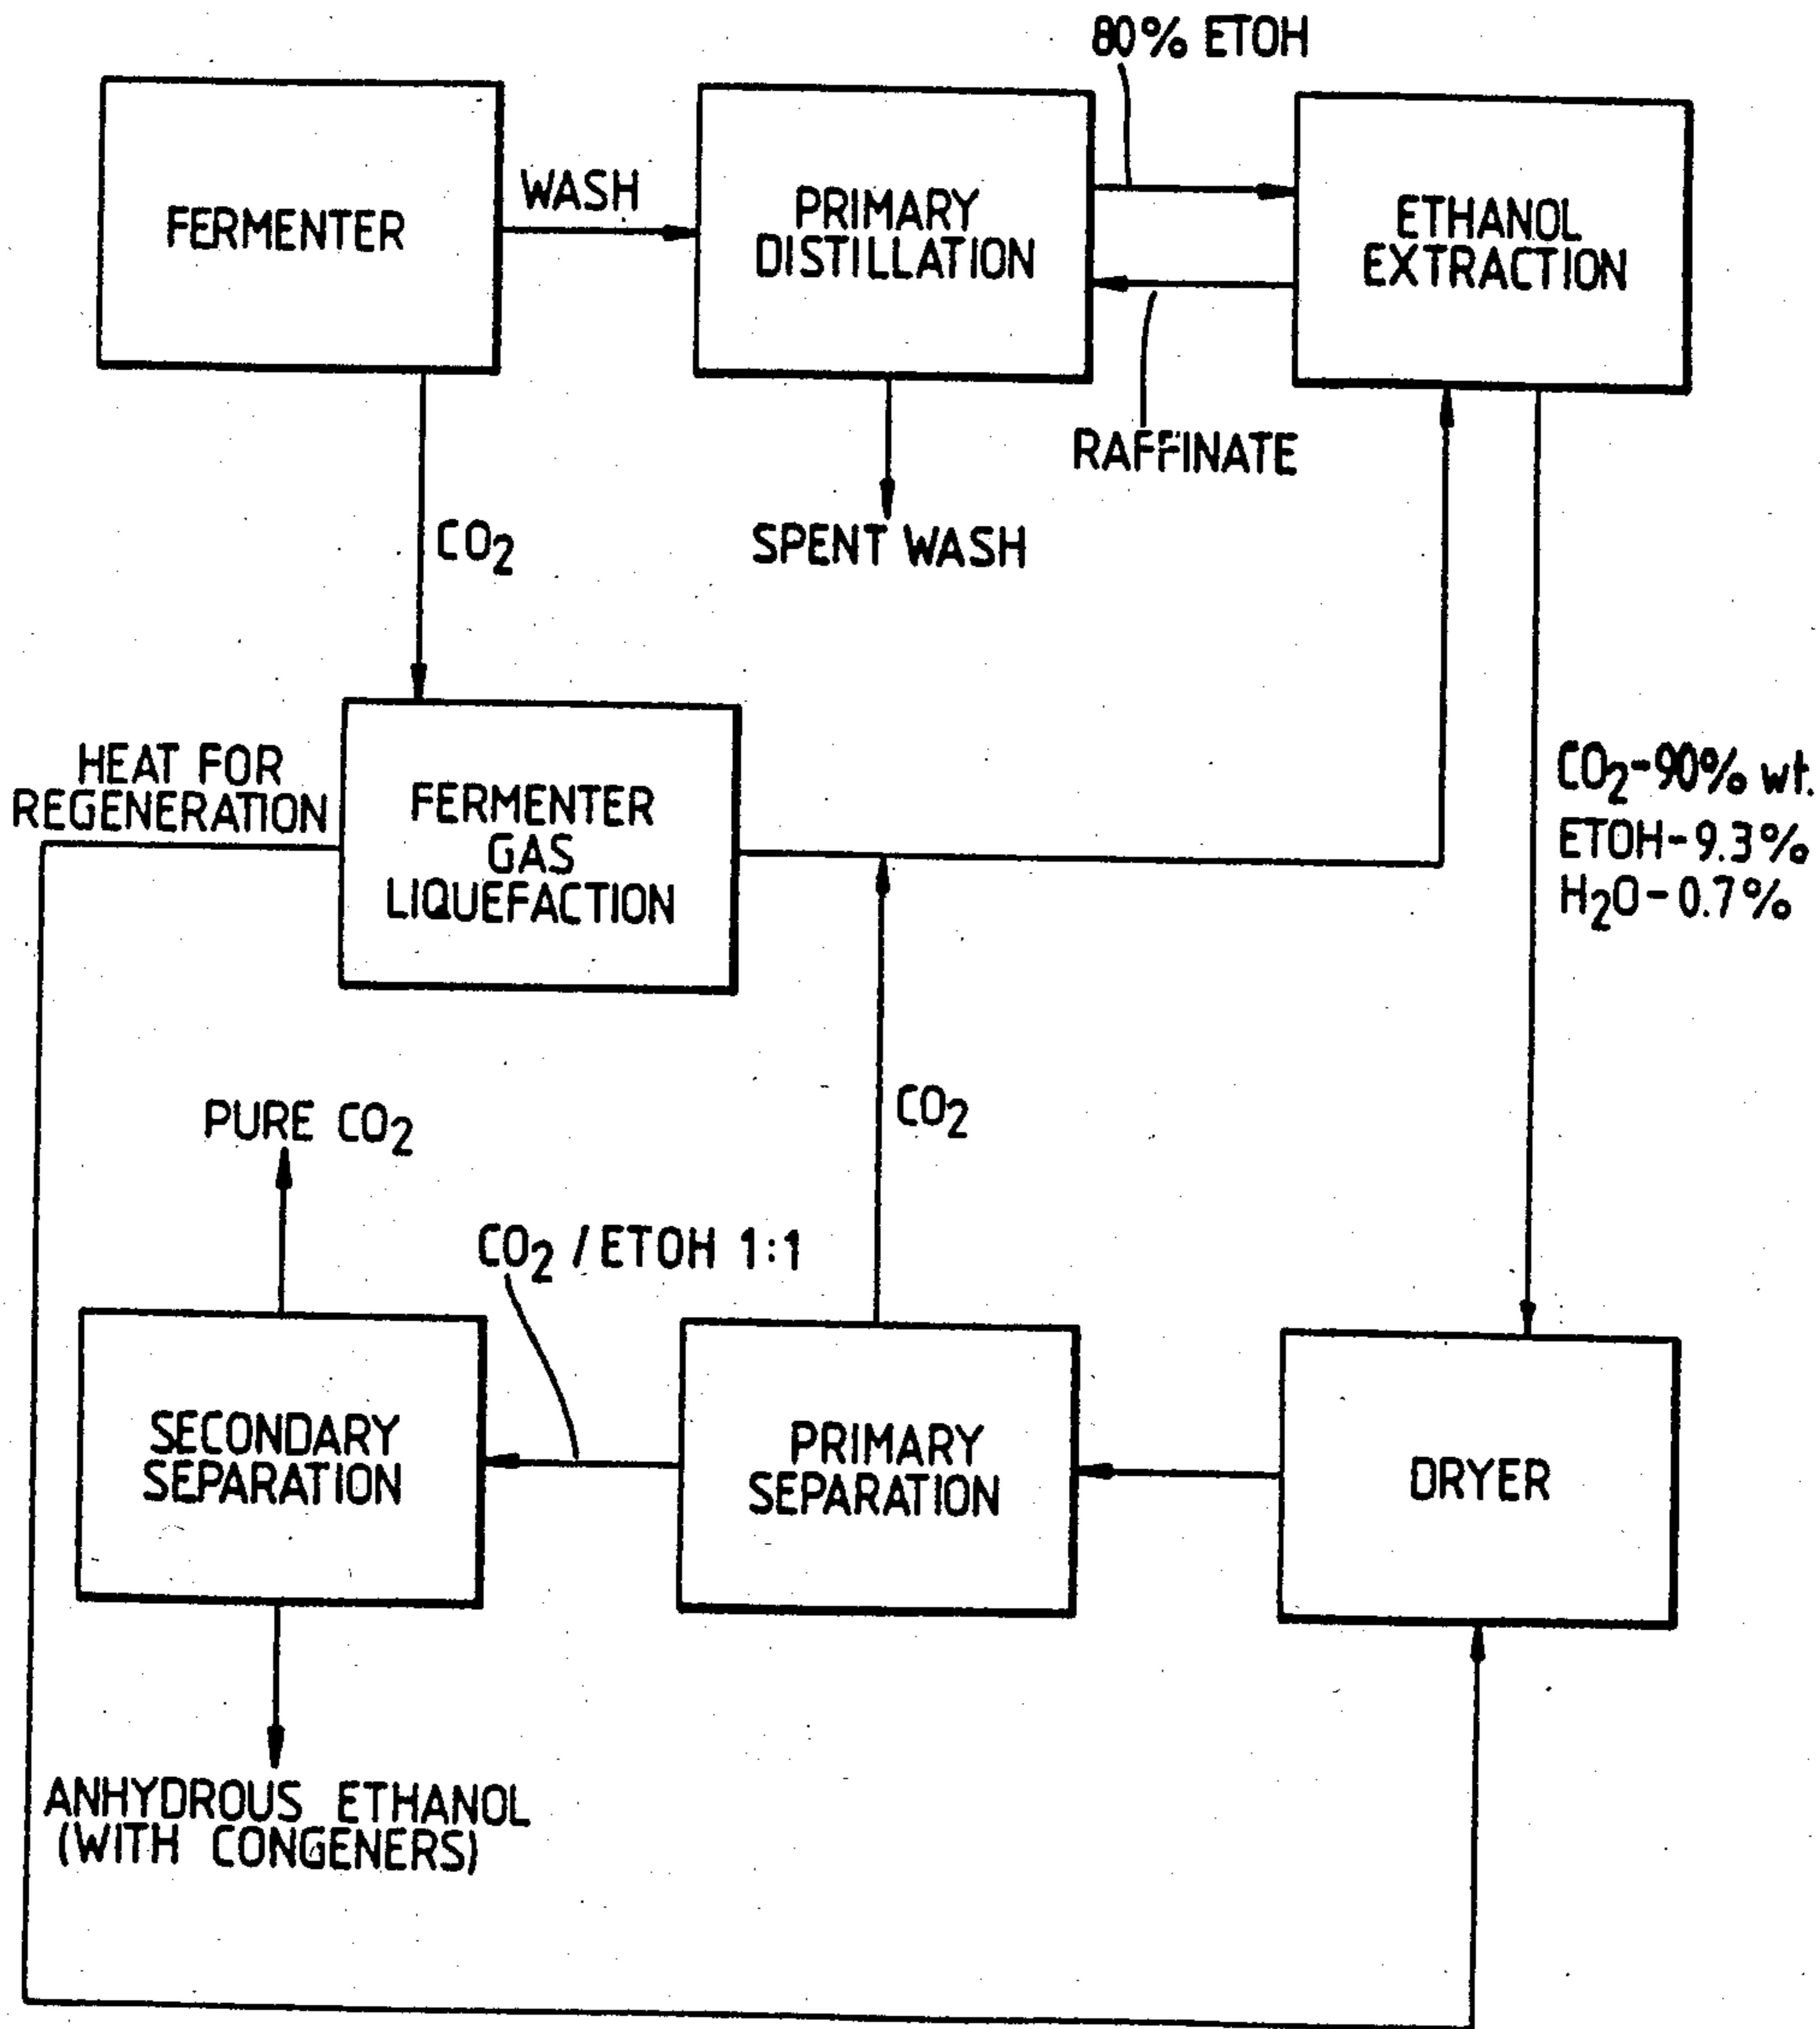 80% ETOH
FERMENTER
WASH
PRIMARY
DISTILLATION
ETHANOL
EXTRACTION
RAFFINATE
SPENT WASH
CO2
HEAT FOR
REGENERATION
FERMENTER
GAS
LIQUEFACTION
CO2-90% wt.
ETOH-9.3%
H2O-0.7%
PURE CO2
CO2
CO2 / ETOH 1:1
SECONDARY
SEPARATION
PRIMARY
SEPARATION
DRYER
ANHYDROUS ETHANOL
(WITH CONGENERS)